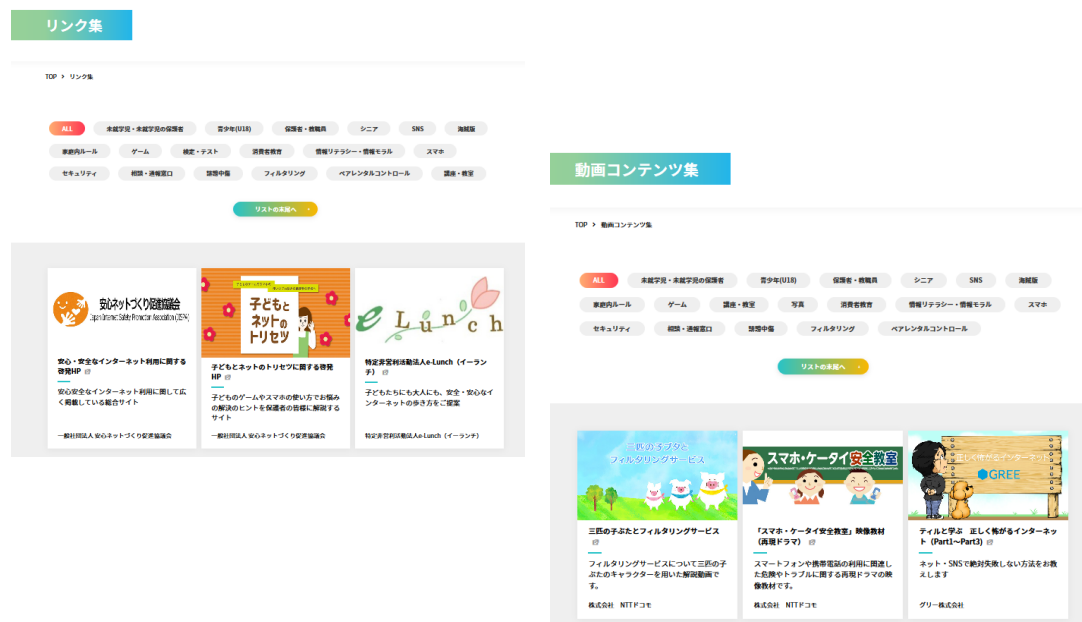 リンク集
TOP > リンク集
ALL 未就学児・未就学児の保護者 青少年(U18) 保護者・教職員 シニア SNS 海賊版
家庭内ルール ゲーム 検定・テスト 消費者教育 情報リテラシー・情報モラル スマホ
セキュリティ 相談・通報窓口 誹謗中傷 フィルタリング ペアレンタルコントロール 講座・教室
リストの末尾へ
安心ネットづくり促進協議会
Japan Internet Safety Promotion Association (JISPA)
安心・安全なインターネット利用に関する
啓発HP
安心安全なインターネット利用に関して広
く掲載している総合サイト
一般社団法人 安心ネットづくり促進協議会
子どもと
ネットの
トリセツ
子どもとネットのトリセツに関する啓発
HP
子どものゲームやスマホの使い方でお悩み
の解決のヒントを保護者の皆様に解説する
サイト
一般社団法人 安心ネットづくり促進協議会
e Lunch
特定非営利活動法人e-Lunch（イーラン
チ）
子どもたちにも大人にも、安全・安心なイ
ンターネットの歩き方をご提案
特定非営利活動法人e-Lunch（イーランチ）
動画コンテンツ集
TOP > 動画コンテンツ集
ALL 未就学児・未就学児の保護者 青少年(U18) 保護者・教職員 シニア SNS 海賊版
家庭内ルール ゲーム 講座・教室 写真 消費者教育 情報リテラシー・情報モラル スマホ
セキュリティ 相談・通報窓口 誹謗中傷 フィルタリング ペアレンタルコントロール
リストの末尾へ
三匹の子ブタと
フィルタリングサービス
三匹の子ぶたとフィルタリングサービス
フィルタリングサービスについて三匹の子
ぶたのキャラクターを用いた解説動画で
す。
株式会社 NTTドコモ
スマホ・ケータイ安全教室
「スマホ・ケータイ安全教室」映像教材
（再現ドラマ）
スマートフォンや携帯電話の利用に関連し
た危険やトラブルに関する再現ドラマの映
像教材です。
株式会社 NTTドコモ
正しく怖がるインターネット
GREE
ティルと学ぶ 正しく怖がるインターネッ
ト（Part1～Part3)
ネット・SNSで絶対失敗しない方法をお教
えします
グリー株式会社